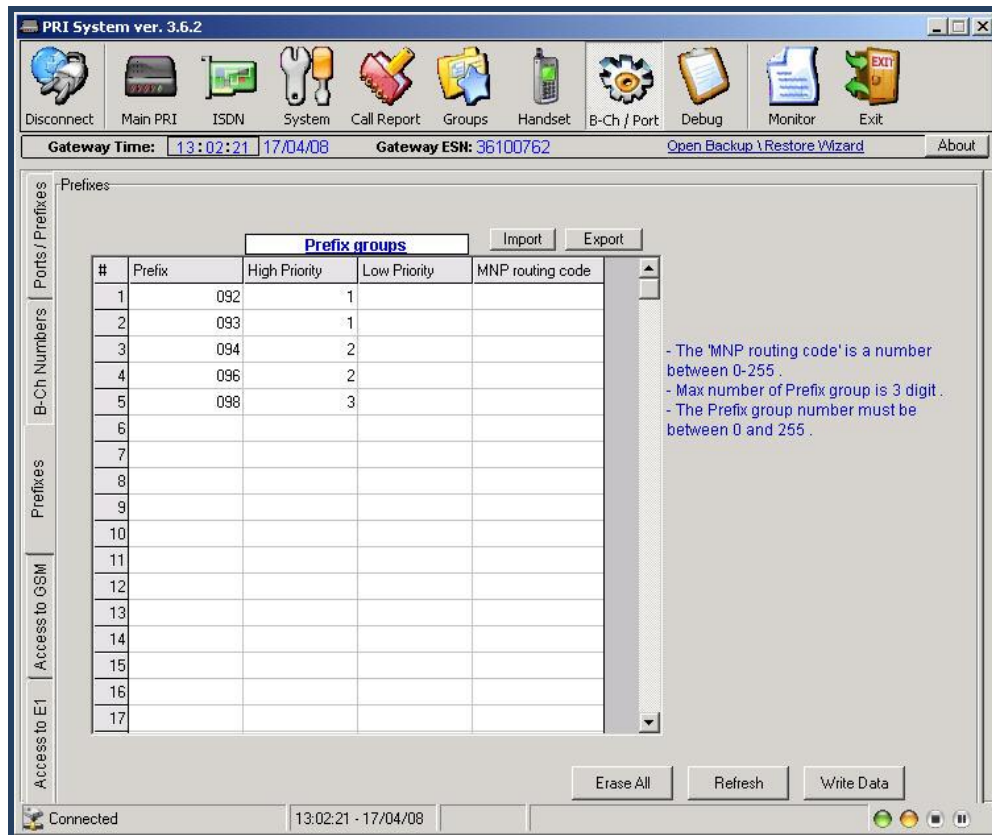 PRI System ver. 3.6.2
Disconnect Main PRI ISDN System Call Report Groups Handset B-Ch / Port Debug Monitor EXIT Exit
Gateway Time: 13:02:21 17/04/08 Gateway ESN: 36100762 Open Backup \ Restore Wizard About
Ports / Prefixes
B-Ch Numbers
Prefixes
Access to GSM
Access to E1
Prefixes
Prefix groups Import Export
# Prefix High Priority Low Priority MNP routing code
1 092 1
2 093 1
3 094 2
4 096 2
5 098 3
6
7
8
9
10
11
12
13
14
15
16
17
- The 'MNP routing code' is a number
between 0-255 .
- Max number of Prefix group is 3 digit .
- The Prefix group number must be
between 0 and 255 .
Erase All Refresh Write Data
Connected 13:02:21 - 17/04/08